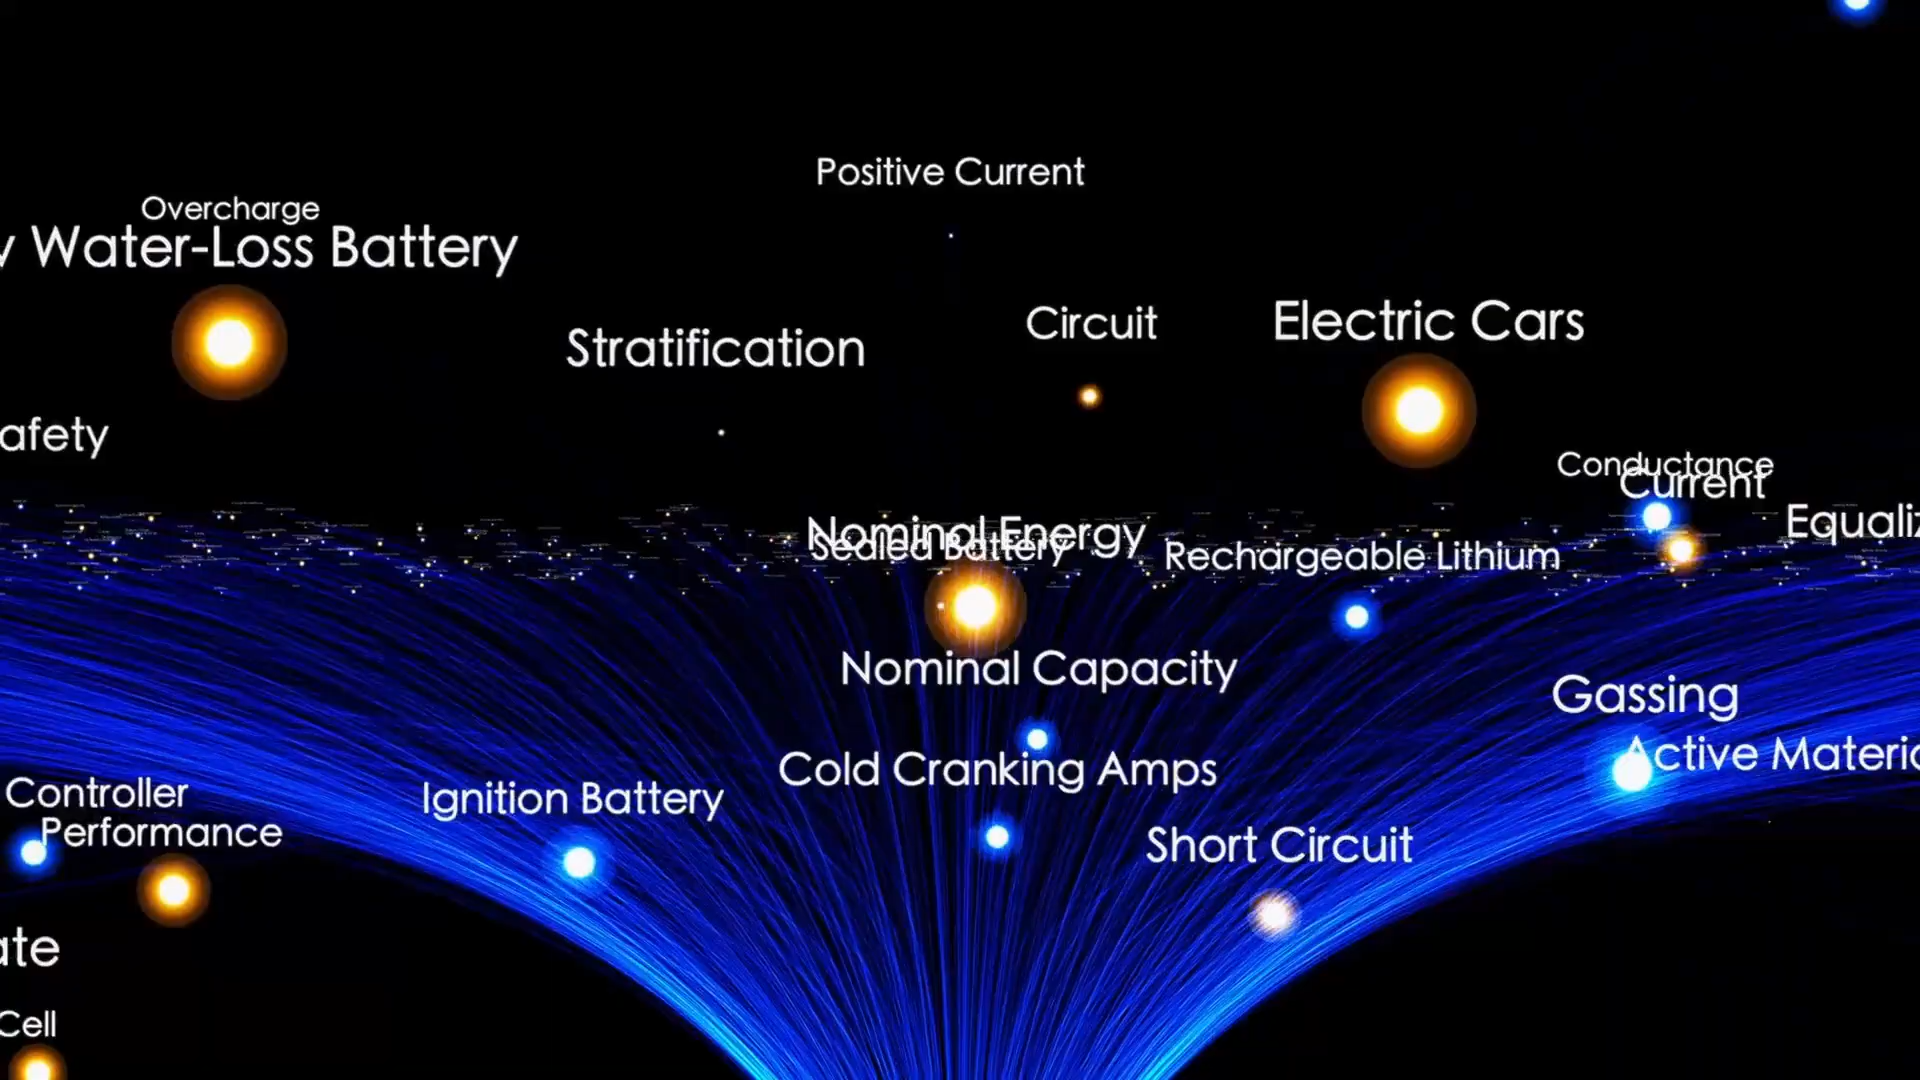 Positive Current
Overcharge
Water-Loss Battery
Circuit
Electric Cars
Stratification
afety
Conductance
Current
Equaliz
Nominal Energy
Sealed Battery
Rechargeable Lithium
Nominal Capacity
Gassing
Active Materia
Cold Cranking Amps
Controller
Ignition Battery
Performance
Short Circuit
ate
Cell